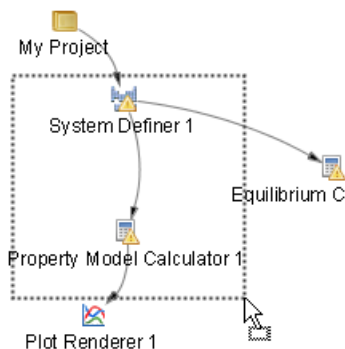 My Project
System Definer 1
Equilibrium C
Property Model Calculator 1
Plot Renderer 1